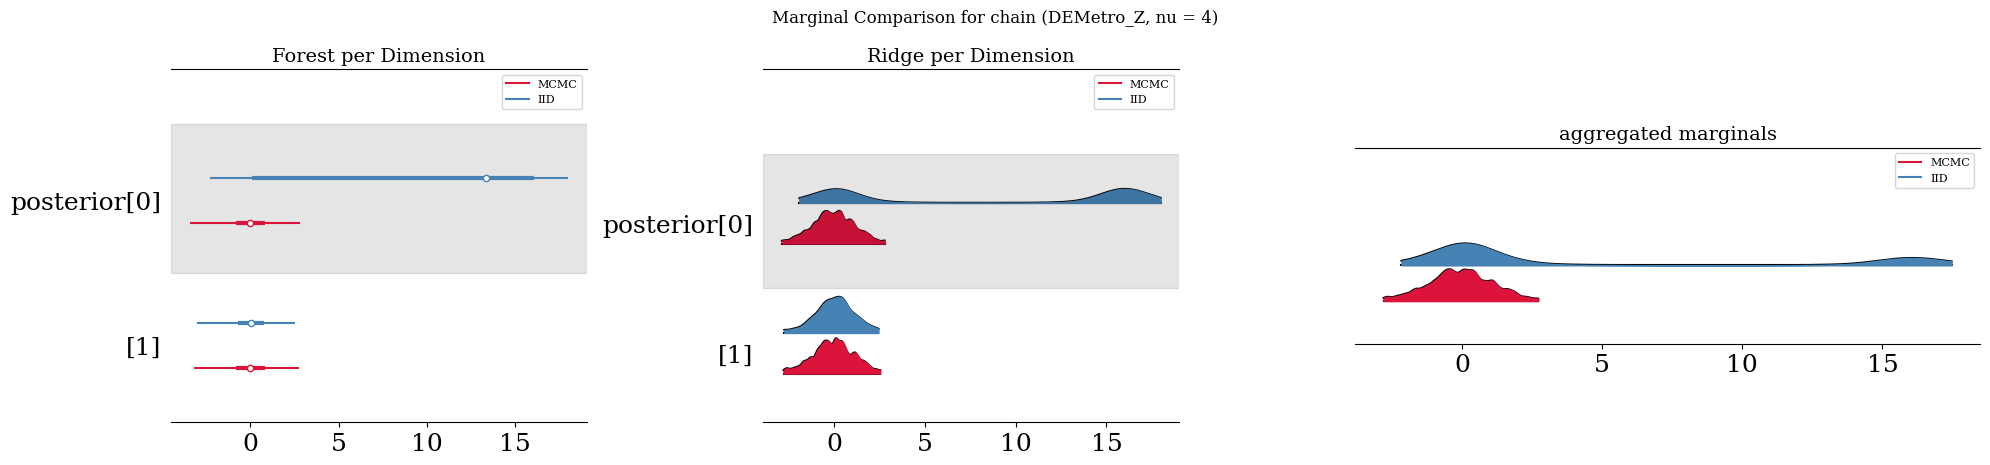 Marginal Comparison for chain (DEMetro_Z, nu = 4)
Forest per Dimension
MCMC
IID
posterior[0]
[1]
0 5 10 15
Ridge per Dimension
MCMC
IID
posterior[0]
[1]
0 5 10 15
aggregated marginals
MCMC
IID
0 5 10 15